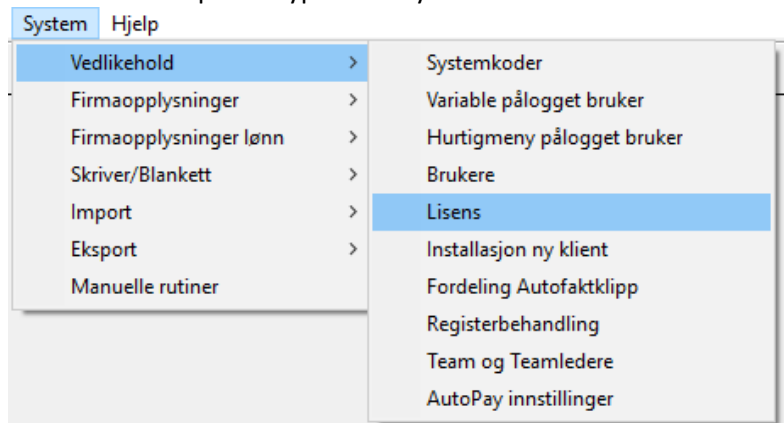 System Hjelp
Vedlikehold
Firmaopplysninger
Firmaopplysninger lønn
Skriver/Blankett
Import
Eksport
Manuelle rutiner
Systemkoder
Variable pålogget bruker
Hurtigmeny pålogget bruker
Brukere
Lisens
Installasjon ny klient
Fordeling Autofaktklipp
Registerbehandling
Team og Teamledere
AutoPay innstillinger